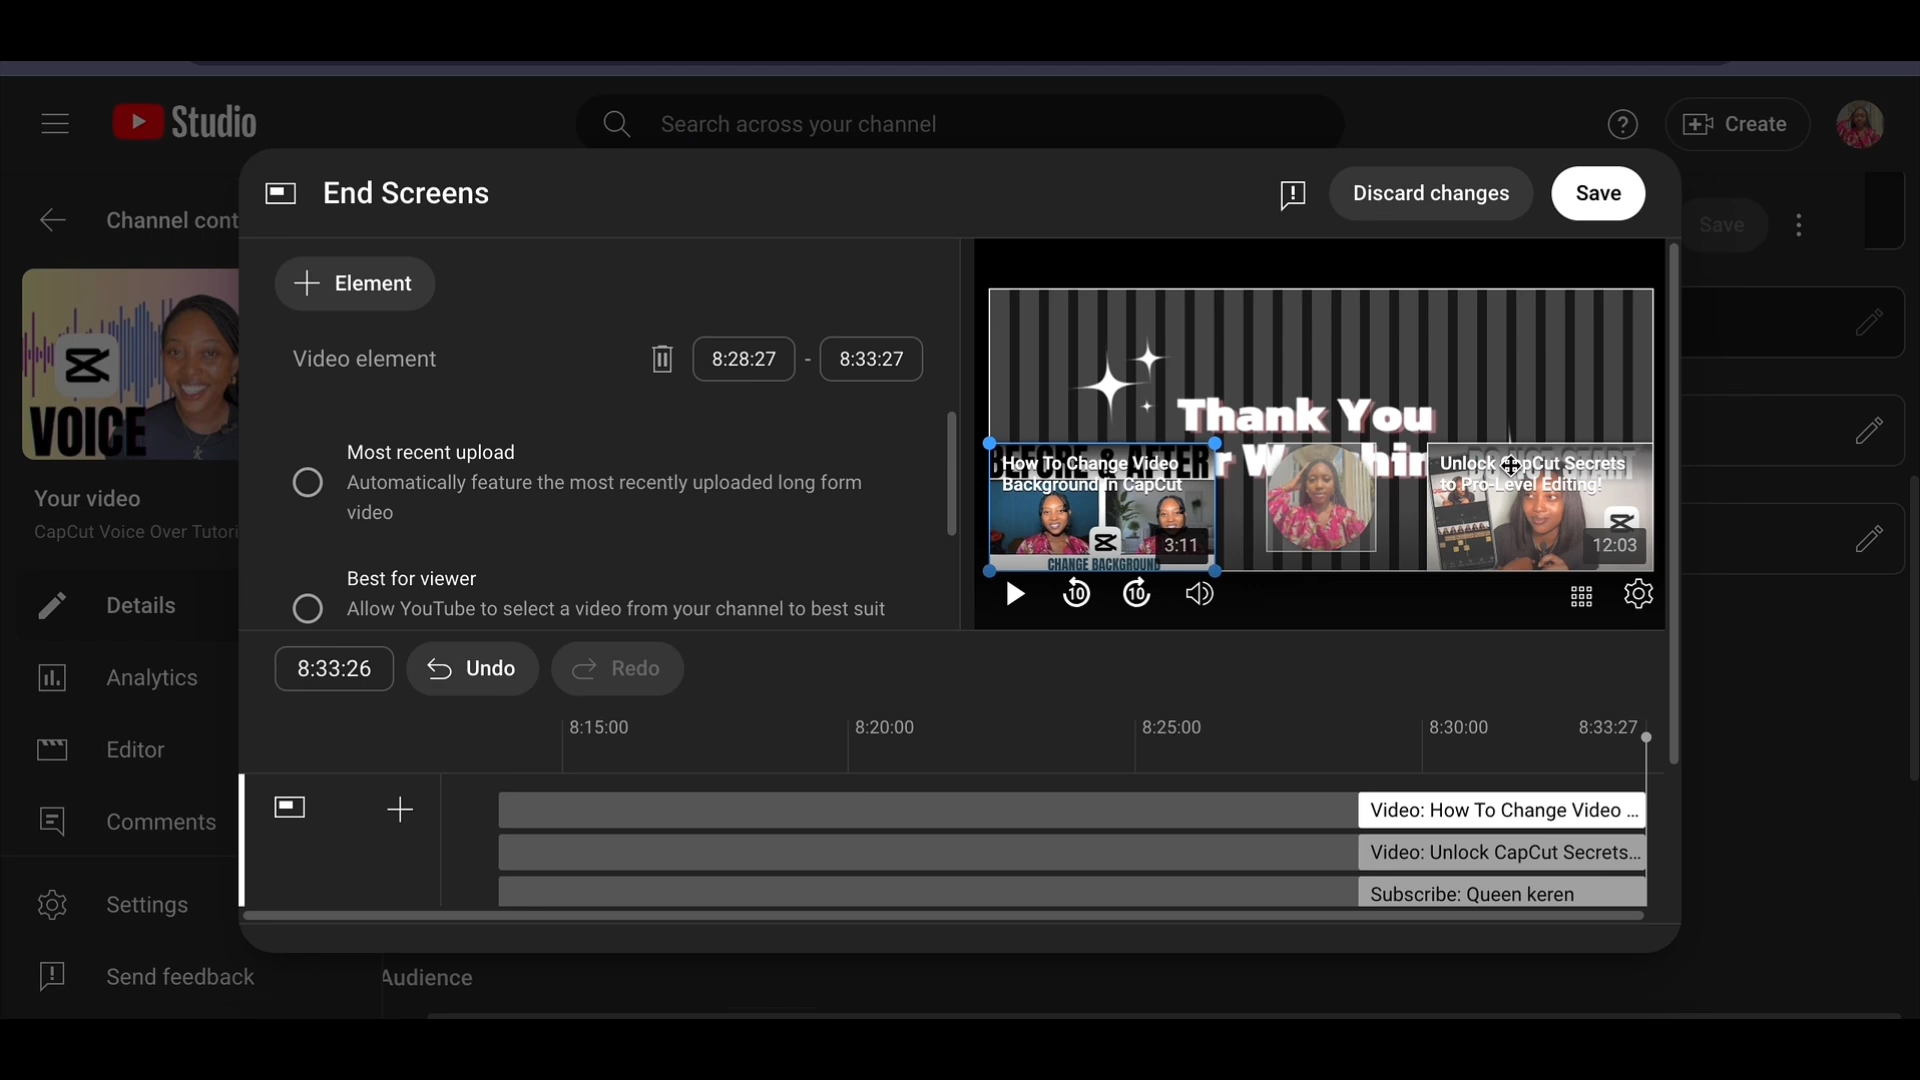 Studio
Search across your channel
Create
End Screens
Discard changes
Save
Channel cont
Save
Element
Video element
8:28:27 - 8:33:27
VOICE
Thank You
Most recent upload
Automatically feature the most recently uploaded long form
video
BEFORE & AFTER
How To Change Video
Background In CapCut
3:11
CHANGE BACKGROUND
Unlock CapCut Secrets
to Pro-Level Editing!
12:03
Your video
CapCut Voice Over Tutori
Best for viewer
Allow YouTube to select a video from your channel to best suit
10
10
Details
8:33:26
Undo
Redo
Analytics
8:15:00
8:20:00
8:25:00
8:30:00
8:33:27
Editor
Video: How To Change Video ...
Comments
Video: Unlock CapCut Secrets...
Subscribe: Queen keren
Settings
Send feedback
Audience